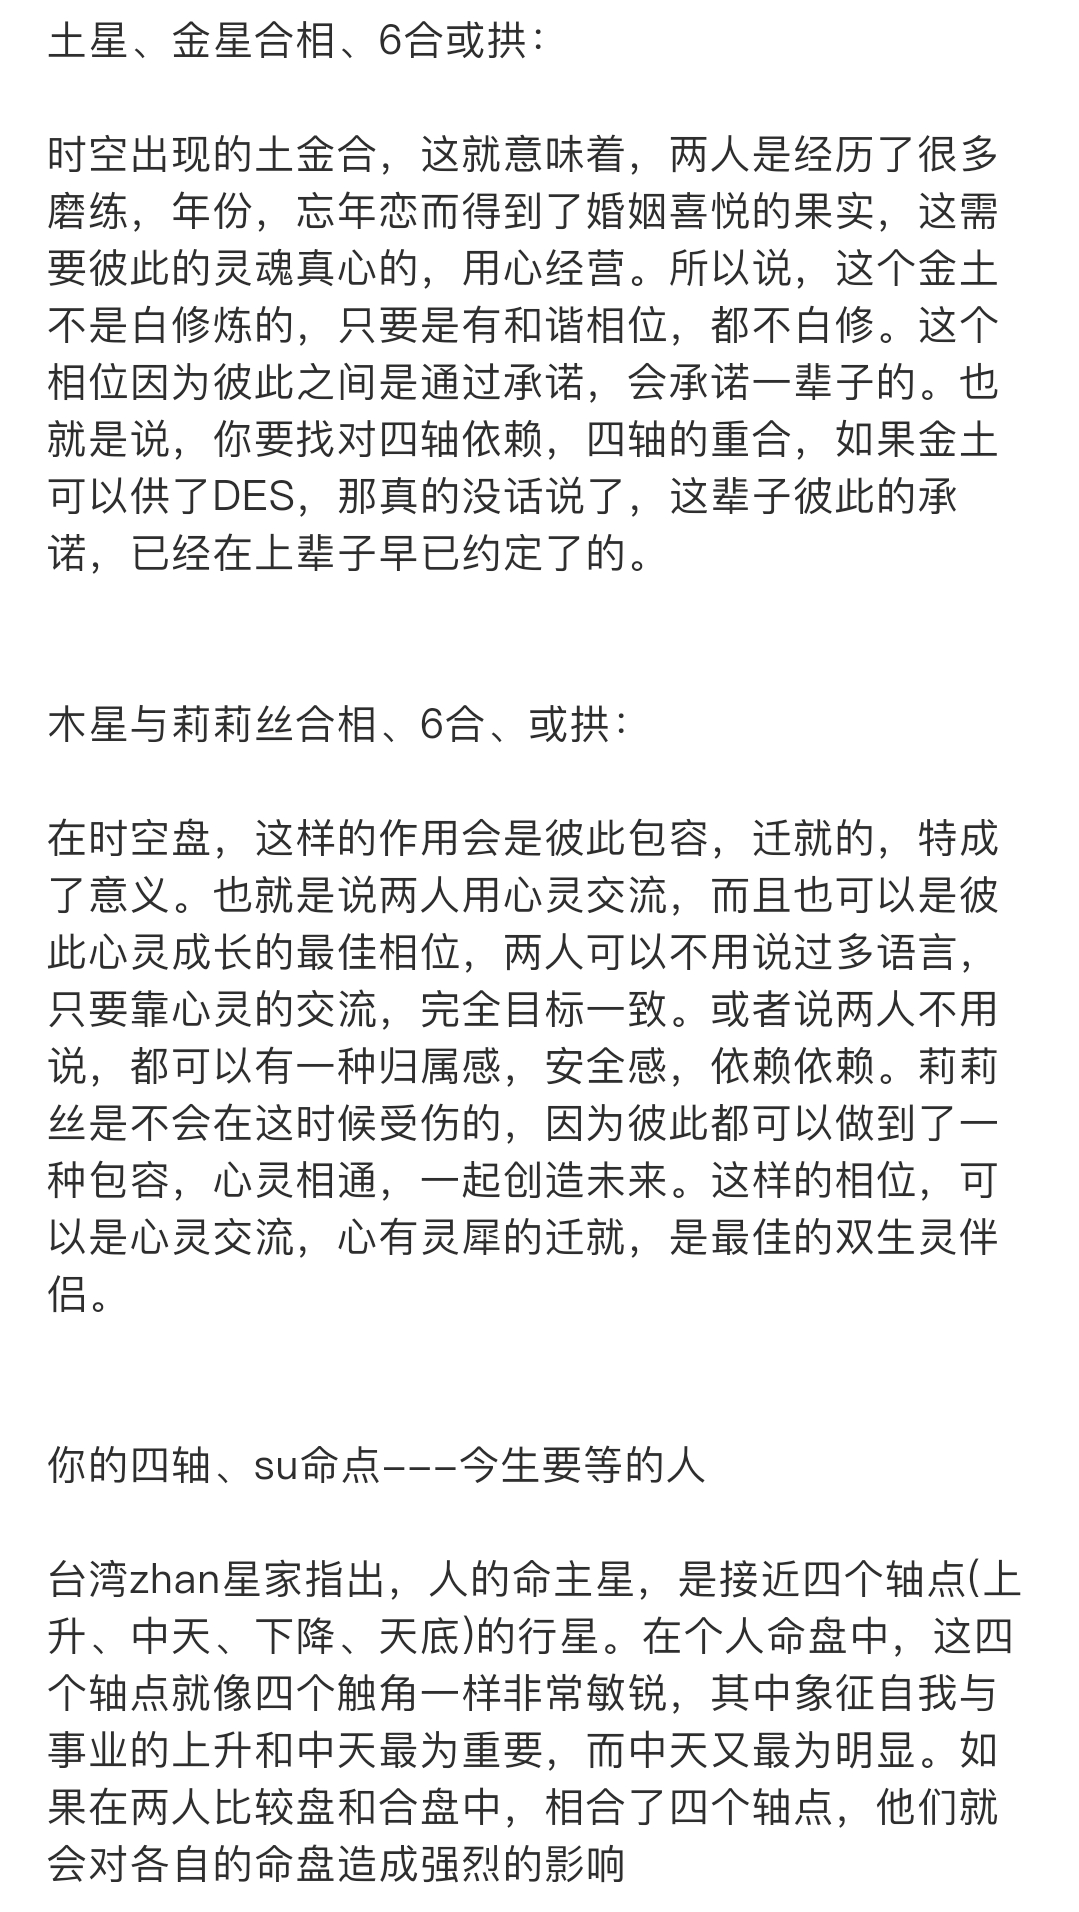 土星、金星合相、6合或拱：
时空出现的土金合，这就意味着，两人是经历了很多
磨练，年份，忘年恋而得到了婚姻喜悦的果实，这需
要彼此的灵魂真心的，用心经营。所以说，这个金土
不是白修炼的，只要是有和谐相位，都不白修。这个
相位因为彼此之间是通过承诺，会承诺一辈子的。也
就是说，你要找对四轴依赖，四轴的重合，如果金土
可以供了DES，那真的没话说了，这辈子彼此的承
诺，已经在上辈子早已约定了的。
木星与莉莉丝合相、6合、或拱：
在时空盘，这样的作用会是彼此包容，迁就的，特成
了意义。也就是说两人用心灵交流，而且也可以是彼
此心灵成长的最佳相位，两人可以不用说过多语言，
只要靠心灵的交流，完全目标一致。或者说两人不用
说，都可以有一种归属感，安全感，依赖依赖。莉莉
丝是不会在这时候受伤的，因为彼此都可以做到了一
种包容，心灵相通，一起创造未来。这样的相位，可
以是心灵交流，心有灵犀的迁就，是最佳的双生灵伴
侣。
你的四轴、su命点---今生要等的人
台湾zhan星家指出，人的命主星，是接近四个轴点(上
升、中天、下降、天底)的行星。在个人命盘中，这四
个轴点就像四个触角一样非常敏锐，其中象征自我与
事业的上升和中天最为重要，而中天又最为明显。如
果在两人比较盘和合盘中，相合了四个轴点，他们就
会对各自的命盘造成强烈的影响